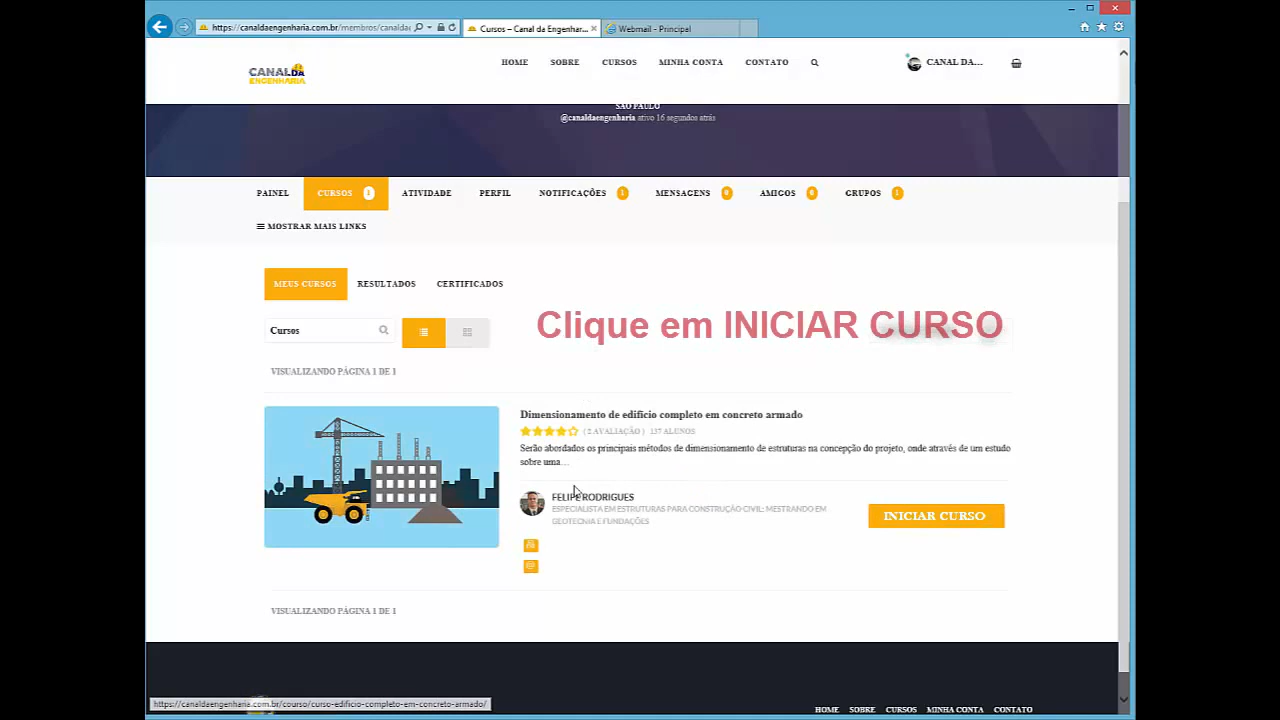 https://canaldaengenharia.com.br/membros/canaldae
Cursos – Canal da Engenhar...
Webmail - Principal
CANAL DA ENGENHARIA
HOME
SOBRE
CURSOS
MINHA CONTA
CONTATO
CANAL DA...
SÃO PAULO
@canaldaengenharia ativo 16 segundos atrás
PAINEL
CURSOS 1
ATIVIDADE
PERFIL
NOTIFICAÇÕES 1
MENSAGENS 0
AMIGOS 0
GRUPOS 1
MOSTRAR MAIS LINKS
MEUS CURSOS
RESULTADOS
CERTIFICADOS
Cursos
Clique em INICIAR CURSO
VISUALIZANDO PÁGINA 1 DE 1
Dimensionamento de edifício completo em concreto armado
( 2 AVALIAÇÃO ) 137 ALUNOS
Serão abordados os principais métodos de dimensionamento de estruturas na concepção do projeto, onde através de um estudo
sobre uma...
FELIPE RODRIGUES
ESPECIALISTA EM ESTRUTURAS PARA CONSTRUÇÃO CIVIL; MESTRANDO EM
GEOTECNIA E FUNDAÇÕES
INICIAR CURSO
VISUALIZANDO PÁGINA 1 DE 1
https://canaldaengenharia.com.br/course/curso-edificio-completo-em-concreto-armado/
HOME
SOBRE
CURSOS
MINHA CONTA
CONTATO